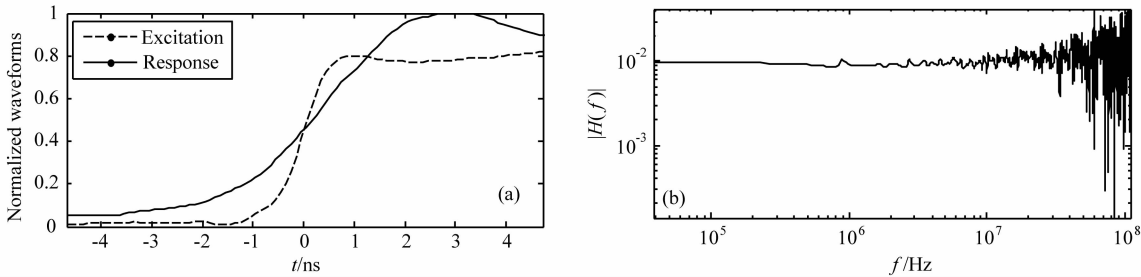 Normalized waveforms
1
0.8
0.6
0.4
0.2
0
Excitation
Response
(a)
-4 -3 -2 -1 0 1 2 3 4
t/ns
|H(f)|
10^-2
10^-3
(b)
10^5 10^6 10^7 10^8
f/Hz